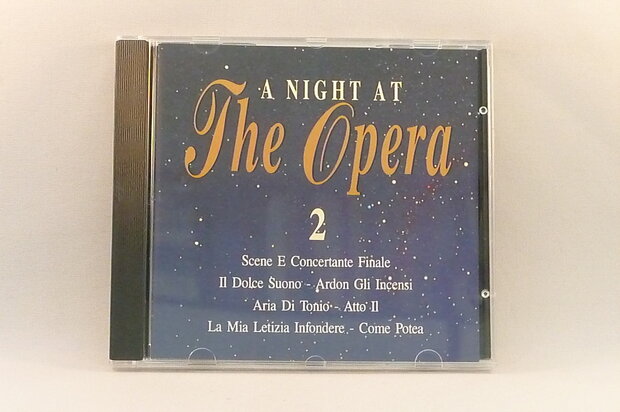 A NIGHT AT
The Opera
2
Scene E Concertante Finale
Il Dolce Suono - Ardon Gli Incensi
Aria Di Tonio - Atto Il
La Mia Letizia Infondere - Come Potea